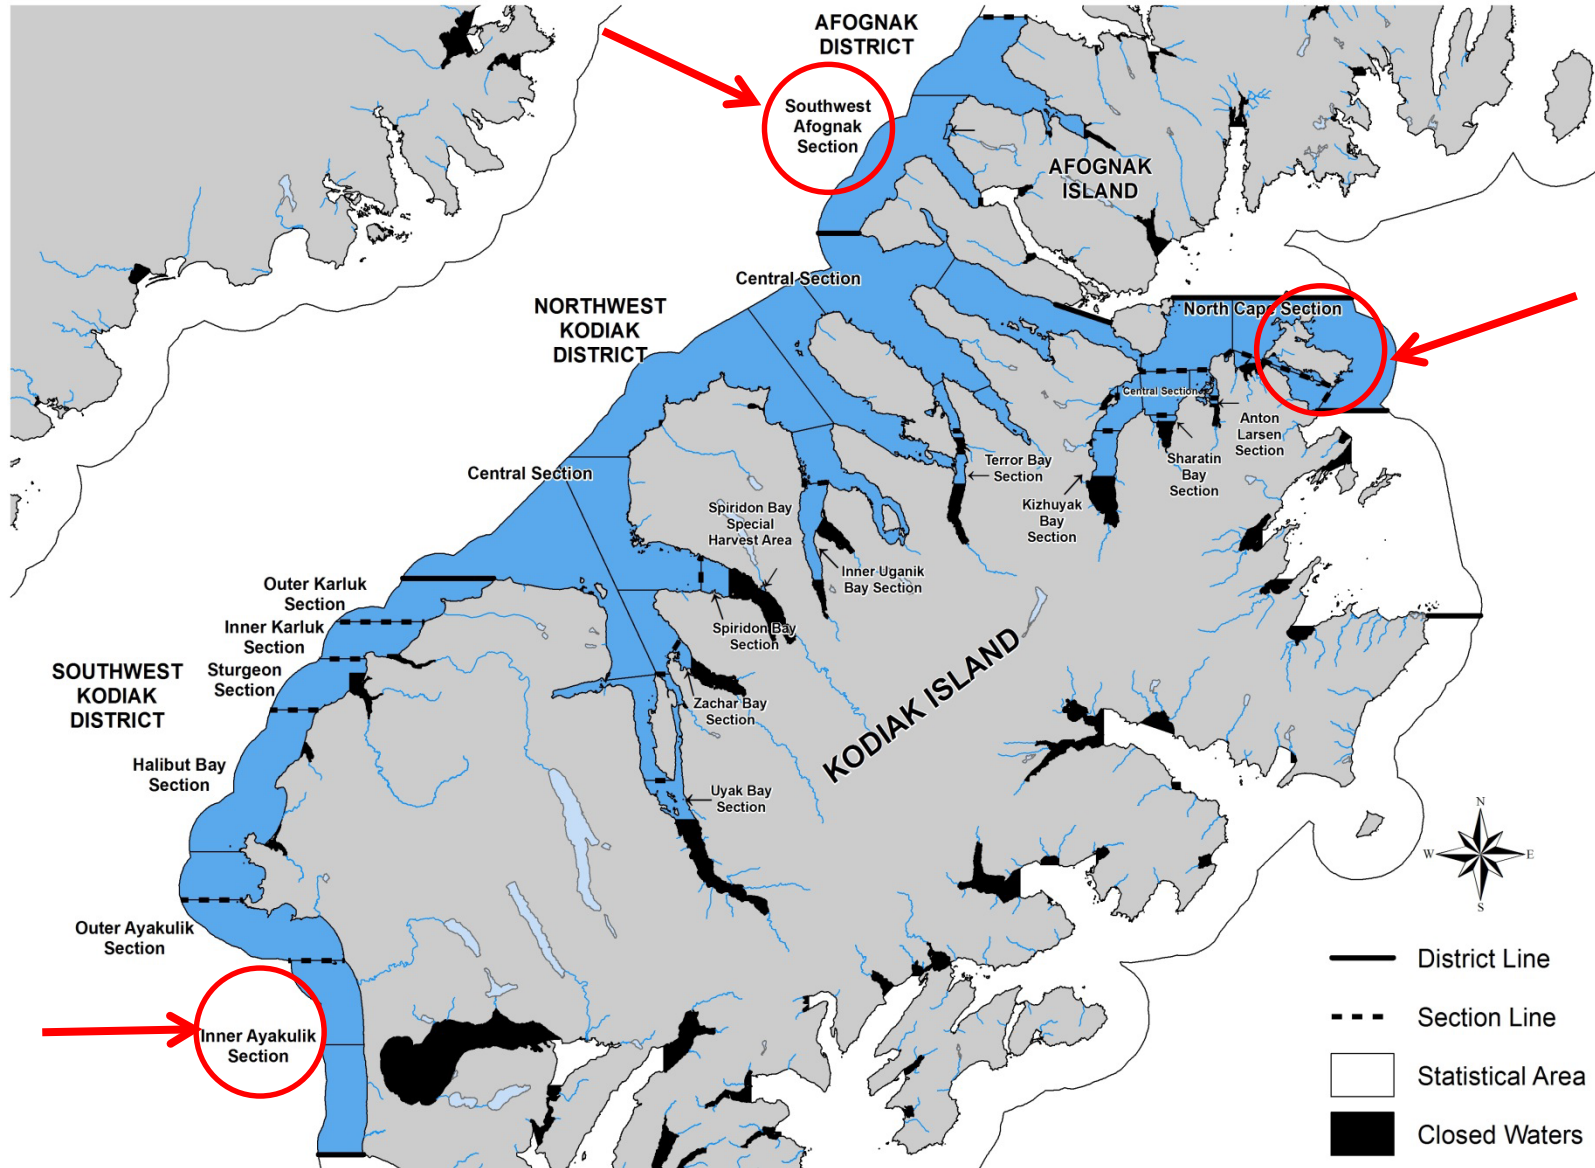 AFOGNAK
DISTRICT
Southwest
Afognak
Section
AFOGNAK
ISLAND
Central Section
NORTHWEST
KODIAK
DISTRICT
North Cape Section
Central Section
Anton
Larsen
Section
Sharatin
Bay
Section
Terror Bay
Section
Kizhuyak
Bay
Section
Central Section
Spiridon Bay
Special
Harvest Area
Inner Uganik
Bay Section
Outer Karluk
Section
Inner Karluk
Section
Sturgeon
Section
SOUTHWEST
KODIAK
DISTRICT
Spiridon Bay
Section
KODIAK ISLAND
Zachar Bay
Section
Halibut Bay
Section
Uyak Bay
Section
N
W
E
S
Outer Ayakulik
Section
Inner Ayakulik
Section
District Line
Section Line
Statistical Area
Closed Waters